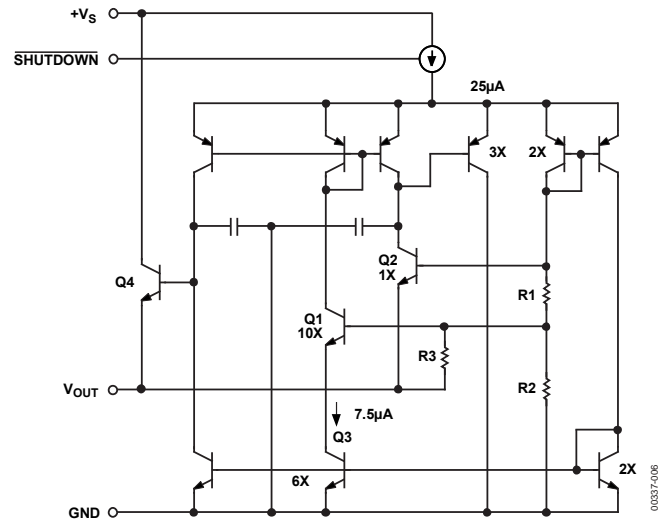 +VS
SHUTDOWN
25µA
3X
2X
Q2
1X
Q4
R1
Q1
10X
R3
R2
VOUT
7.5µA
Q3
6X
2X
GND
00337-006